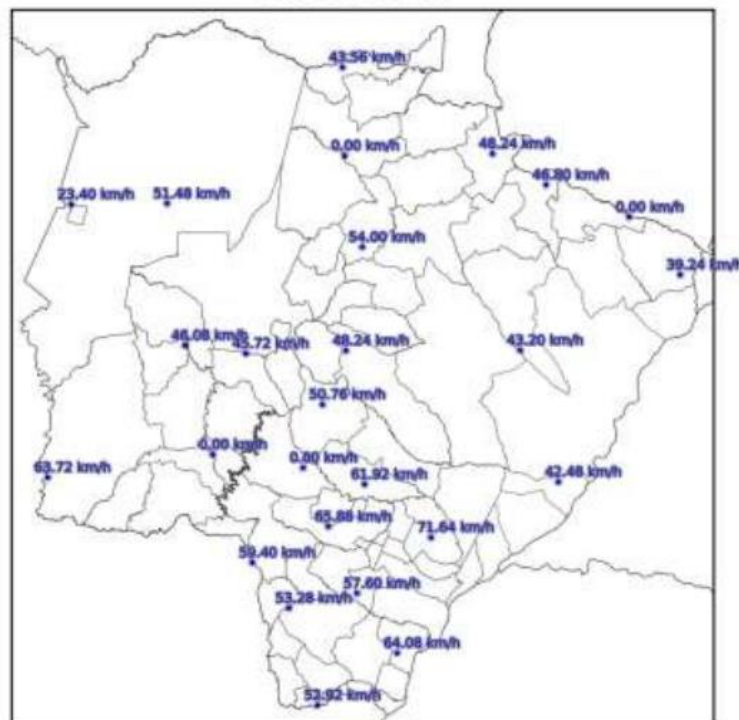 43.56 km/h
0.00 km/h
48.24 km/h
46.80 km/h
23.40 km/h
51.48 km/h
0.00 km/h
54.00 km/h
39.24 km/h
46.08 km/h
45.72 km/h
48.24 km/h
43.20 km/h
50.76 km/h
0.00 km/h
63.72 km/h
0.00 km/h
61.92 km/h
42.48 km/h
65.88 km/h
71.64 km/h
59.40 km/h
53.28 km/h
57.60 km/h
64.08 km/h
52.92 km/h